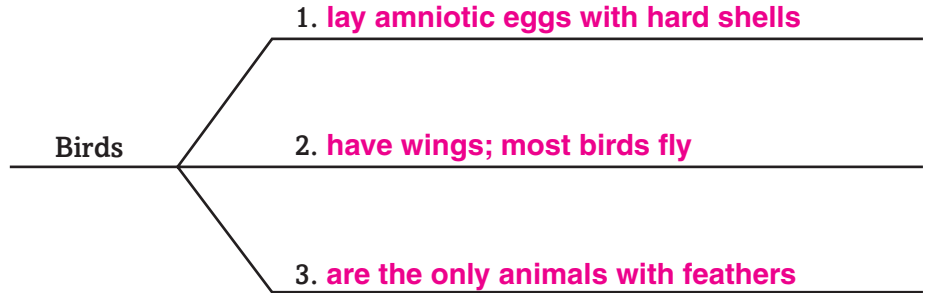 1. lay amniotic eggs with hard shells
Birds
2. have wings; most birds fly
3. are the only animals with feathers